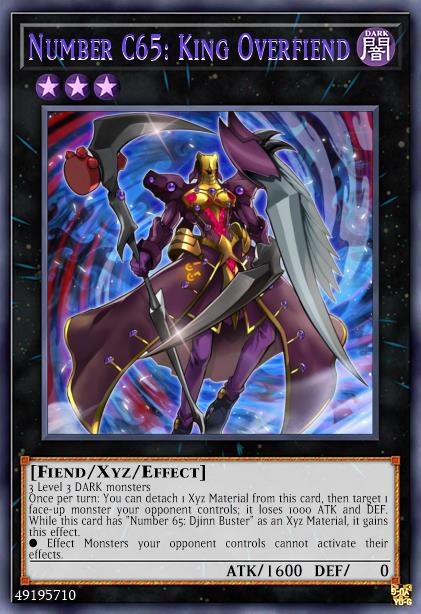 NUMBER C65: KING OVERFIEND
DARK
闇
65
[FIEND/XYZ/EFFECT]
3 Level 3 DARK monsters
Once per turn: You can detach 1 Xyz Material from this card, then target 1
face-up monster your opponent controls; it loses 1000 ATK and DEF.
While this card has "Number 65: Djinn Buster" as an Xyz Material, it gains
this effect.
● Effect Monsters your opponent controls cannot activate their
effects.
ATK/1600 DEF/ 0
49195710